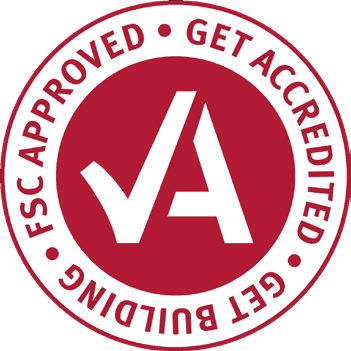 FSC APPROVED • GET ACCREDITED • GET BUILDING •
A